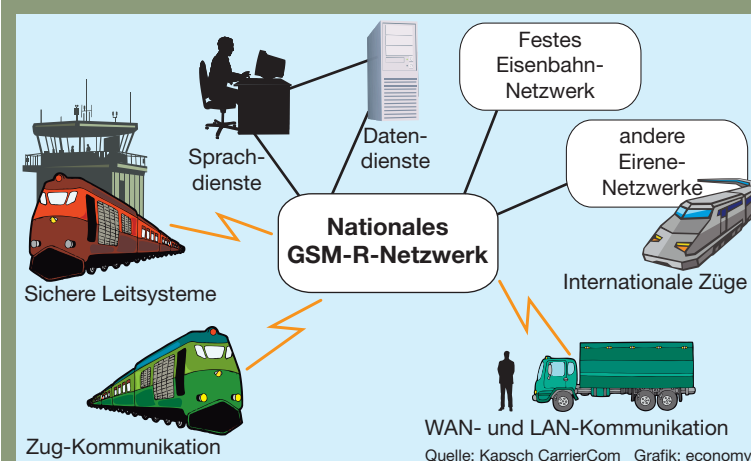 Festes
Eisenbahn-
Netzwerk
Sprach-
dienste
Daten-
dienste
andere
Eirene-
Netzwerke
Nationales
GSM-R-Netzwerk
Sichere Leitsysteme
Internationale Züge
Zug-Kommunikation
WAN- und LAN-Kommunikation
Quelle: Kapsch CarrierCom Grafik: economy